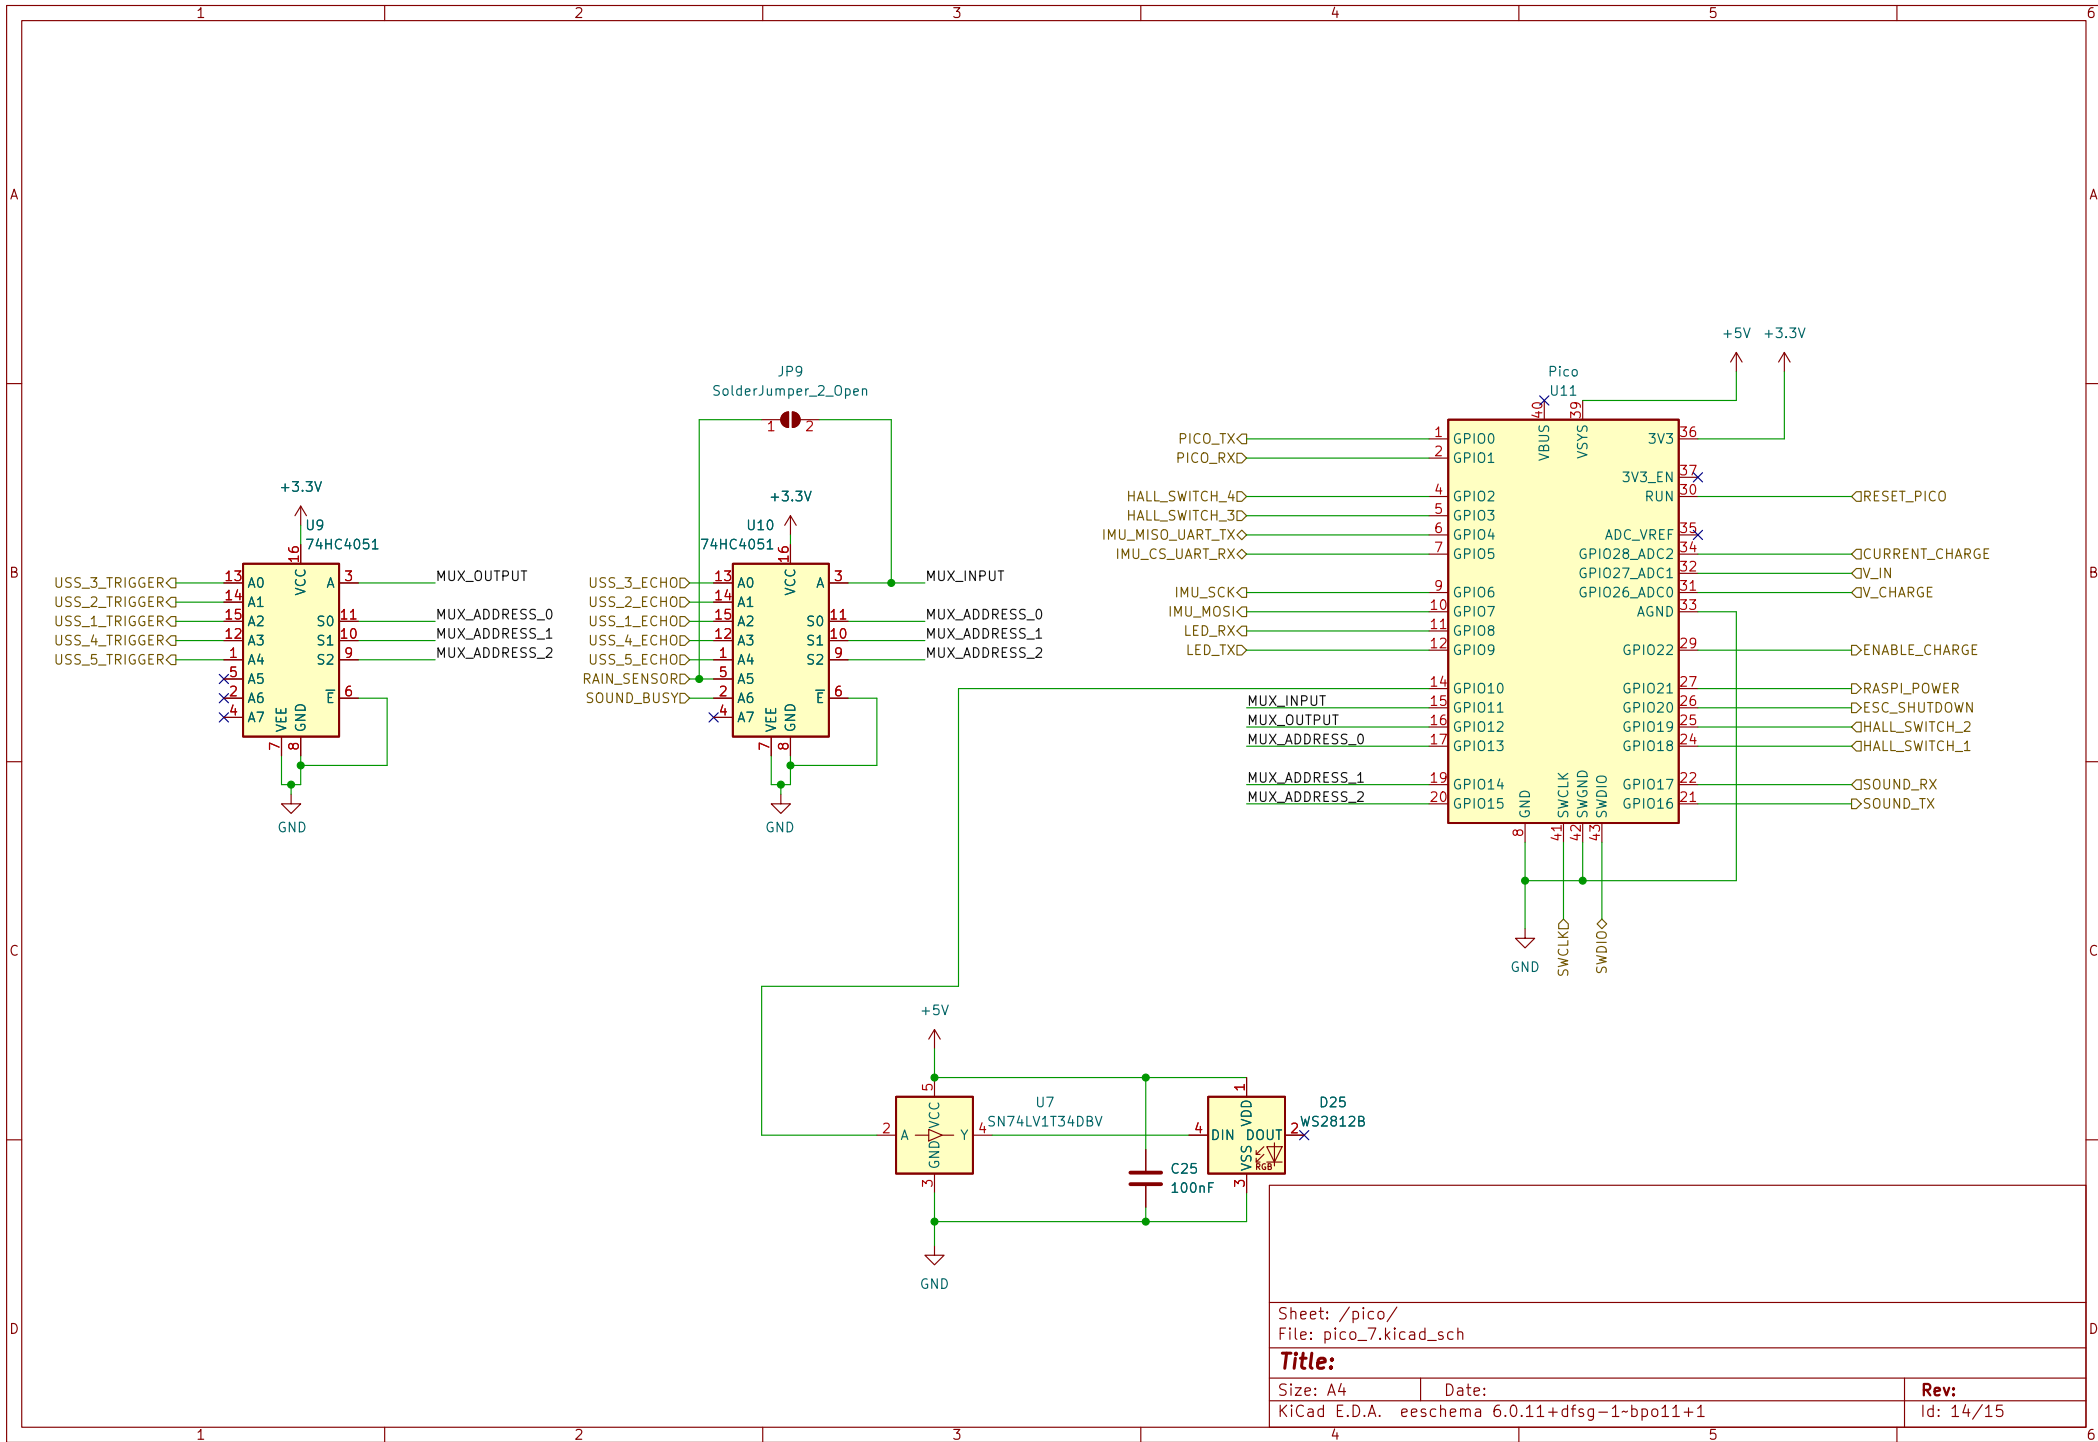 1 2 3 4 5 6
A A
B B
C C
D D
1 2 3 4 5 6
+3.3V
U9
74HC4051
USS_3_TRIGGER 13 A0
USS_2_TRIGGER 14 A1
USS_1_TRIGGER 15 A2
USS_4_TRIGGER 12 A3
USS_5_TRIGGER 1 A4
5 A5
2 A6
4 A7
16 VCC
A 3 MUX_OUTPUT
S0 11 MUX_ADDRESS_0
S1 10 MUX_ADDRESS_1
S2 9 MUX_ADDRESS_2
E 6
VEE 7
GND 8
GND
JP9
SolderJumper_2_Open
1 2
+3.3V
U10
74HC4051
USS_3_ECHO 13 A0
USS_2_ECHO 14 A1
USS_1_ECHO 15 A2
USS_4_ECHO 12 A3
USS_5_ECHO 1 A4
RAIN_SENSOR 5 A5
SOUND_BUSY 2 A6
4 A7
16 VCC
A 3 MUX_INPUT
S0 11 MUX_ADDRESS_0
S1 10 MUX_ADDRESS_1
S2 9 MUX_ADDRESS_2
E 6
VEE 7
GND 8
GND
+5V +3.3V
Pico
U11
40 VBUS
39 VSYS
PICO_TX 1 GPIO0
PICO_RX 2 GPIO1
HALL_SWITCH_4 4 GPIO2
HALL_SWITCH_3 5 GPIO3
IMU_MISO_UART_TX 6 GPIO4
IMU_CS_UART_RX 7 GPIO5
IMU_SCK 9 GPIO6
IMU_MOSI 10 GPIO7
LED_RX 11 GPIO8
LED_TX 12 GPIO9
14 GPIO10
MUX_INPUT 15 GPIO11
MUX_OUTPUT 16 GPIO12
MUX_ADDRESS_0 17 GPIO13
MUX_ADDRESS_1 19 GPIO14
MUX_ADDRESS_2 20 GPIO15
3V3 36
3V3_EN 37
RUN 30 RESET_PICO
ADC_VREF 35
GPIO28_ADC2 34 CURRENT_CHARGE
GPIO27_ADC1 32 V_IN
GPIO26_ADC0 31 V_CHARGE
AGND 33
GPIO22 29 ENABLE_CHARGE
GPIO21 27 RASPI_POWER
GPIO20 26 ESC_SHUTDOWN
GPIO19 25 HALL_SWITCH_2
GPIO18 24 HALL_SWITCH_1
GPIO17 22 SOUND_RX
GPIO16 21 SOUND_TX
GND 8
SWCLK 41
SWGND 42
SWDIO 43
GND
SWCLK
SWDIO
+5V
U7
SN74LV1T34DBV
5 VCC
2 A
Y 4
GND 3
C25
100nF
D25
WS2812B
1 VDD
4 DIN
DOUT 2
VSS 3
RGB
GND
Sheet: /pico/
File: pico_7.kicad_sch
Title:
Size: A4 Date: Rev:
KiCad E.D.A. eeschema 6.0.11+dfsg-1~bpo11+1 Id: 14/15